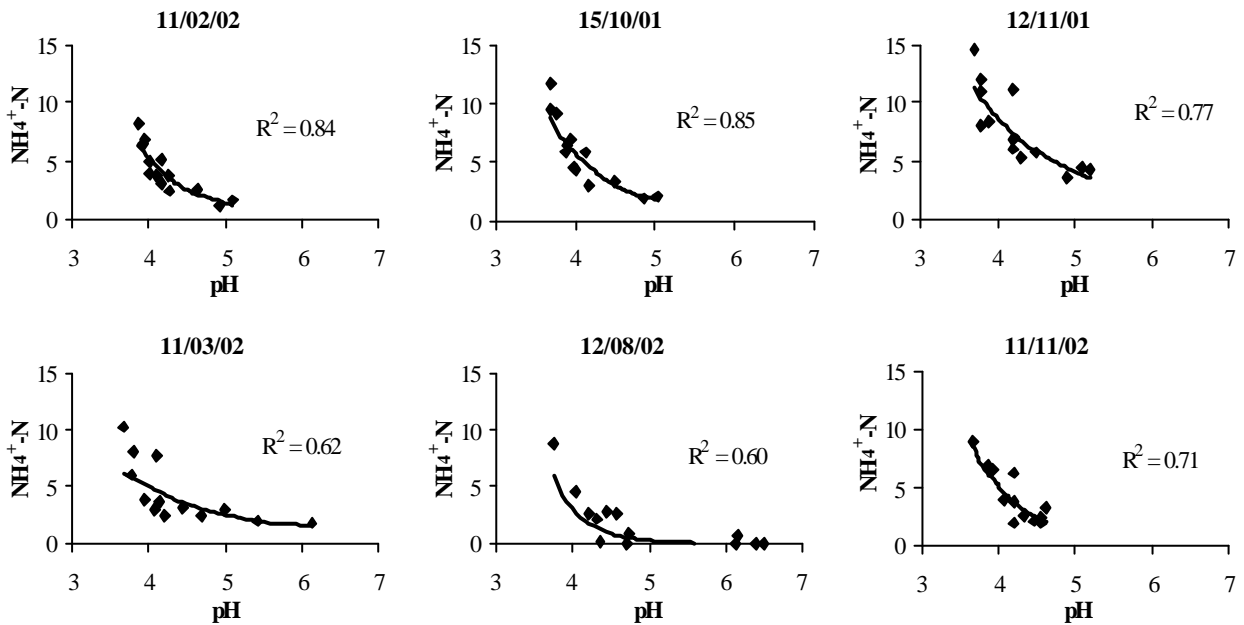 11/02/02
15
10
5
0
NH4+-N
R2 = 0.84
3 4 5 6 7
pH
15/10/01
15
10
5
0
NH4+-N
R2 = 0.85
3 4 5 6 7
pH
12/11/01
15
10
5
0
NH4+-N
R2 = 0.77
3 4 5 6 7
pH
11/03/02
15
10
5
0
NH4+-N
R2 = 0.62
3 4 5 6 7
pH
12/08/02
15
10
5
0
NH4+-N
R2 = 0.60
3 4 5 6 7
pH
11/11/02
15
10
5
0
NH4+-N
R2 = 0.71
3 4 5 6 7
pH